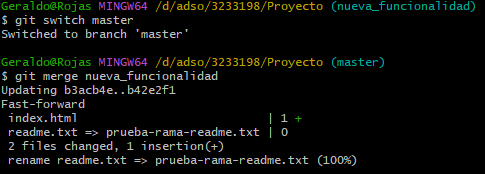 Geraldo@Rojas MINGW64 /d/adso/3233198/Proyecto (nueva_funcionalidad)
$ git switch master
Switched to branch 'master'

Geraldo@Rojas MINGW64 /d/adso/3233198/Proyecto (master)
$ git merge nueva_funcionalidad
Updating b3acb4e..b42e2f1
Fast-forward
 index.html                           | 1 +
 readme.txt => prueba-rama-readme.txt | 0
 2 files changed, 1 insertion(+)
 rename readme.txt => prueba-rama-readme.txt (100%)